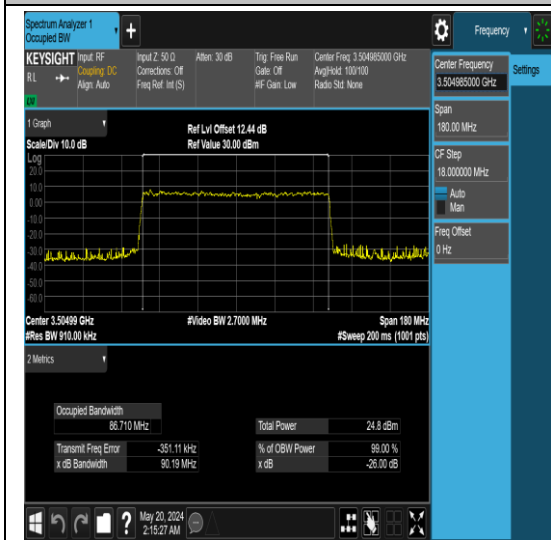 Spectrum Analyzer 1
Occupied BW
Frequency
KEYSIGHT Input: RF
R L Coupling: DC
Align: Auto
Input Z: 50 Ω
Corrections: Off
Freq Ref: Int (S)
Atten: 30 dB
Trig: Free Run
Gate: Off
#IF Gain: Low
Center Freq: 3.504985000 GHz
Avg|Hold: 100/100
Radio Std: None
Center Frequency
3.504985000 GHz
Settings
Span
180.00 MHz
CF Step
18.000000 MHz
Auto
Man
Freq Offset
0 Hz
1 Graph
Scale/Div 10.0 dB
Ref Lvl Offset 12.44 dB
Ref Value 30.00 dBm
Log
20.0
10.0
0.00
-10.0
-20.0
-30.0
-40.0
-50.0
-60.0
Center 3.50499 GHz
#Res BW 910.00 kHz
#Video BW 2.7000 MHz
Span 180 MHz
#Sweep 200 ms (1001 pts)
2 Metrics
Occupied Bandwidth
86.710 MHz
Total Power 24.8 dBm
Transmit Freq Error -351.11 kHz
% of OBW Power 99.00 %
x dB Bandwidth 90.19 MHz
x dB -26.00 dB
?
May 20, 2024
2:15:27 AM